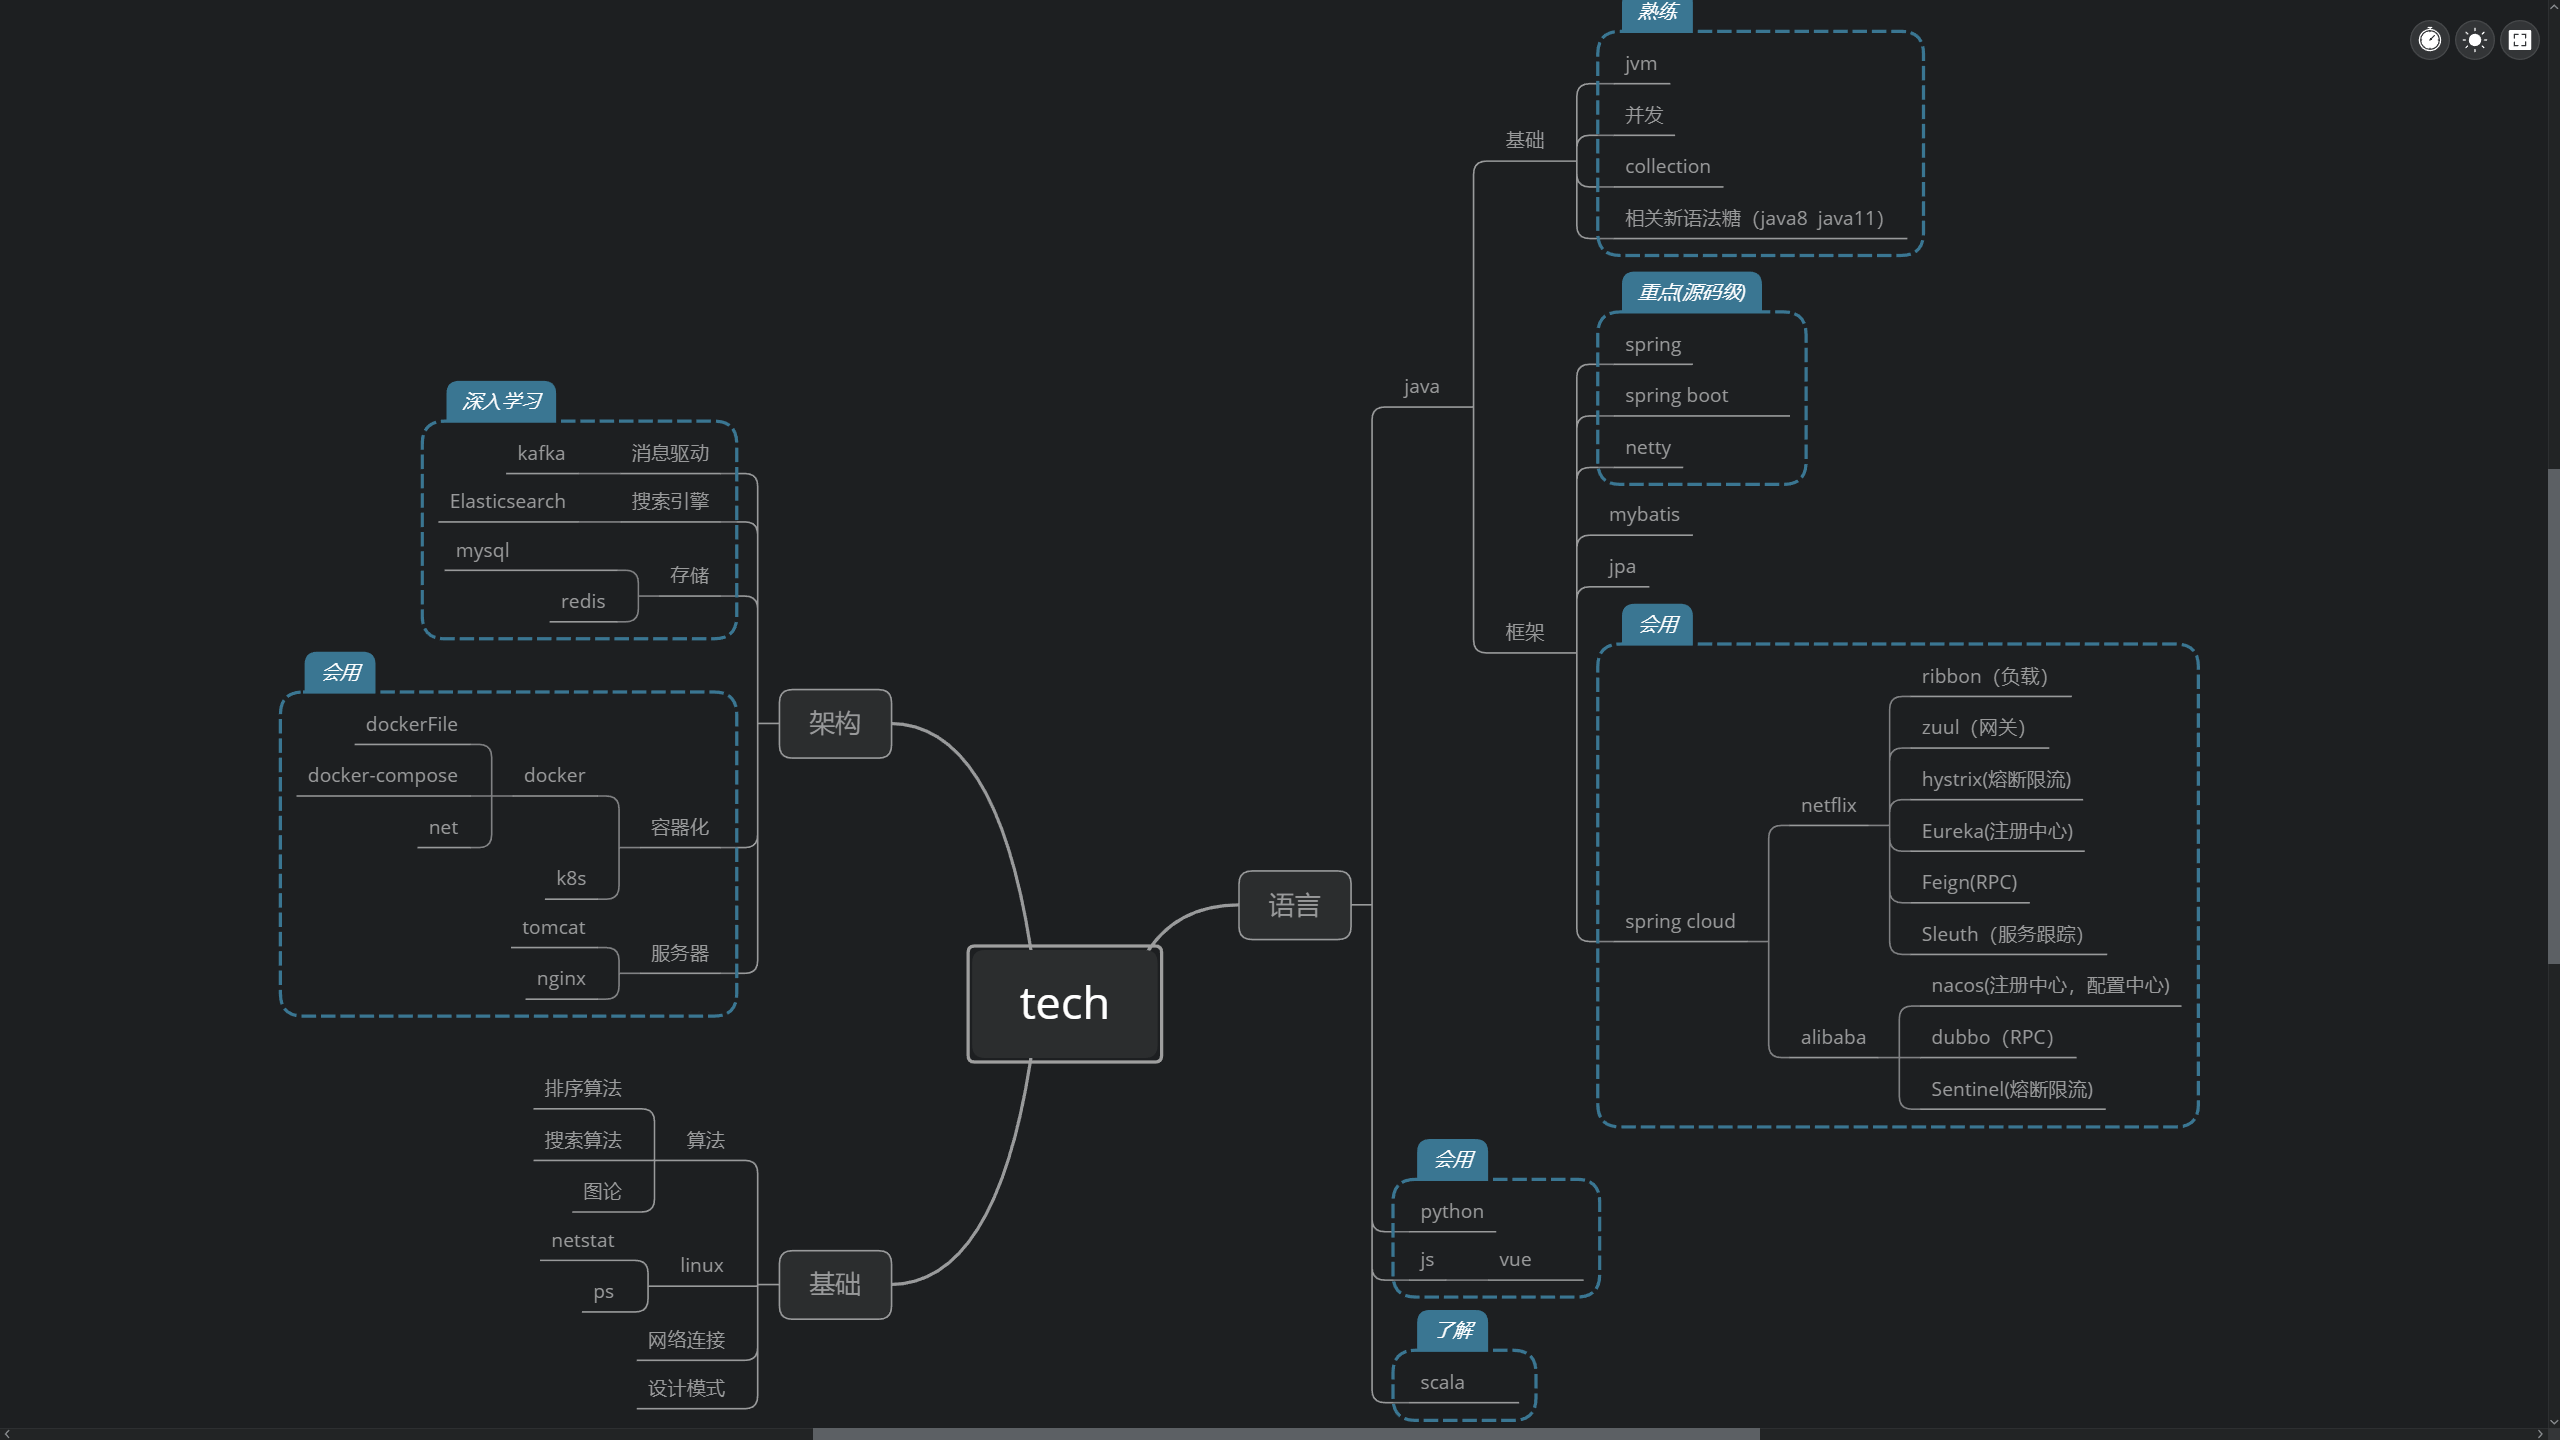 熟练
jvm
并发
collection
相关新语法糖（java8  java11）
基础
重点(源码级)
spring
spring boot
netty
mybatis
jpa
java
框架
会用
ribbon（负载）
zuul（网关）
hystrix(熔断限流)
Eureka(注册中心)
Feign(RPC)
Sleuth（服务跟踪）
netflix
spring cloud
nacos(注册中心，配置中心)
dubbo（RPC）
Sentinel(熔断限流)
alibaba
语言
会用
python
js vue
了解
scala
tech
深入学习
kafka 消息驱动
Elasticsearch 搜索引擎
mysql
redis
存储
会用
dockerFile
docker-compose
net
docker
k8s
容器化
tomcat
nginx
服务器
架构
排序算法
搜索算法
图论
算法
netstat
ps
linux
网络连接
设计模式
基础